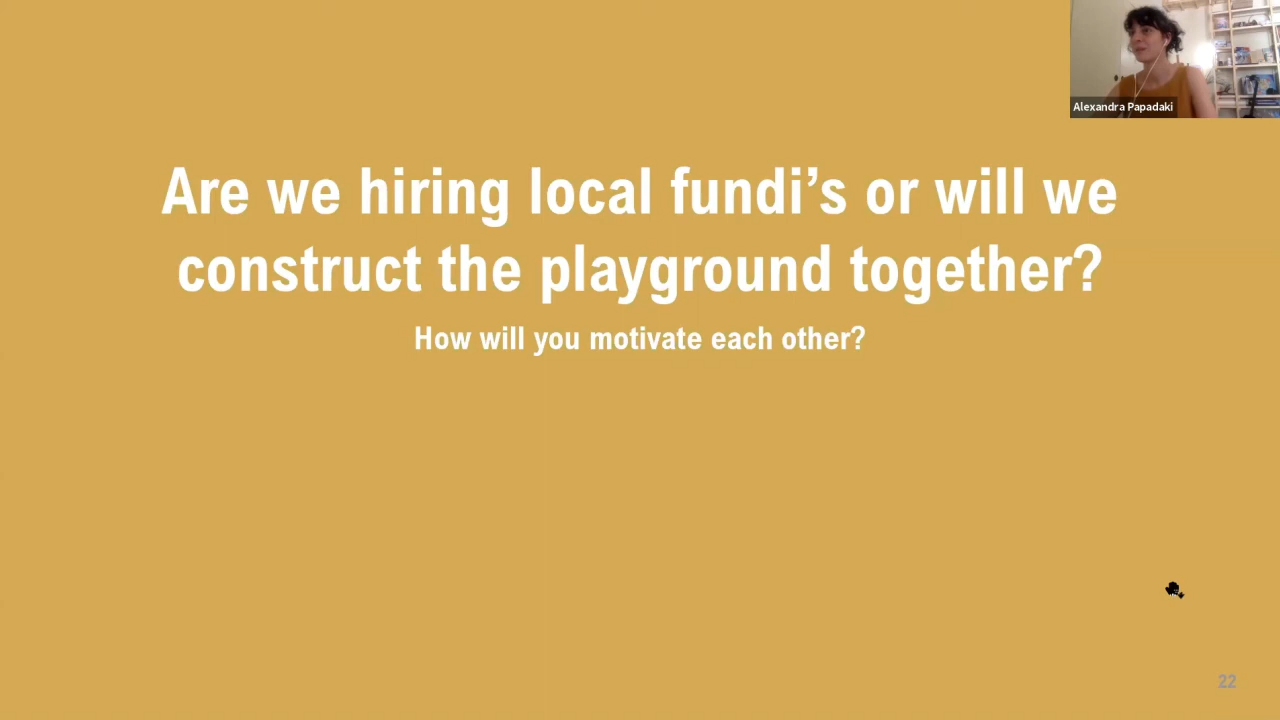 Alexandra Papadaki
Are we hiring local fundi’s or will we
construct the playground together?
How will you motivate each other?
22